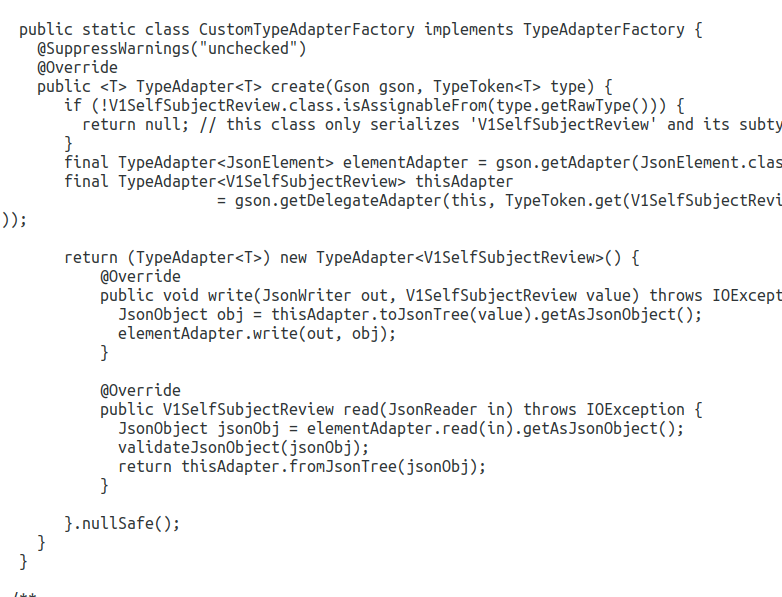 public static class CustomTypeAdapterFactory implements TypeAdapterFactory {
@SuppressWarnings("unchecked")
@Override
public <T> TypeAdapter<T> create(Gson gson, TypeToken<T> type) {
if (!V1SelfSubjectReview.class.isAssignableFrom(type.getRawType())) {
return null; // this class only serializes 'V1SelfSubjectReview' and its subty
}
final TypeAdapter<JsonElement> elementAdapter = gson.getAdapter(JsonElement.clas
final TypeAdapter<V1SelfSubjectReview> thisAdapter
= gson.getDelegateAdapter(this, TypeToken.get(V1SelfSubjectRevi
));
return (TypeAdapter<T>) new TypeAdapter<V1SelfSubjectReview>() {
@Override
public void write(JsonWriter out, V1SelfSubjectReview value) throws IOExcept
JsonObject obj = thisAdapter.toJsonTree(value).getAsJsonObject();
elementAdapter.write(out, obj);
}
@Override
public V1SelfSubjectReview read(JsonReader in) throws IOException {
JsonObject jsonObj = elementAdapter.read(in).getAsJsonObject();
validateJsonObject(jsonObj);
return thisAdapter.fromJsonTree(jsonObj);
}
}.nullSafe();
}
}
/**